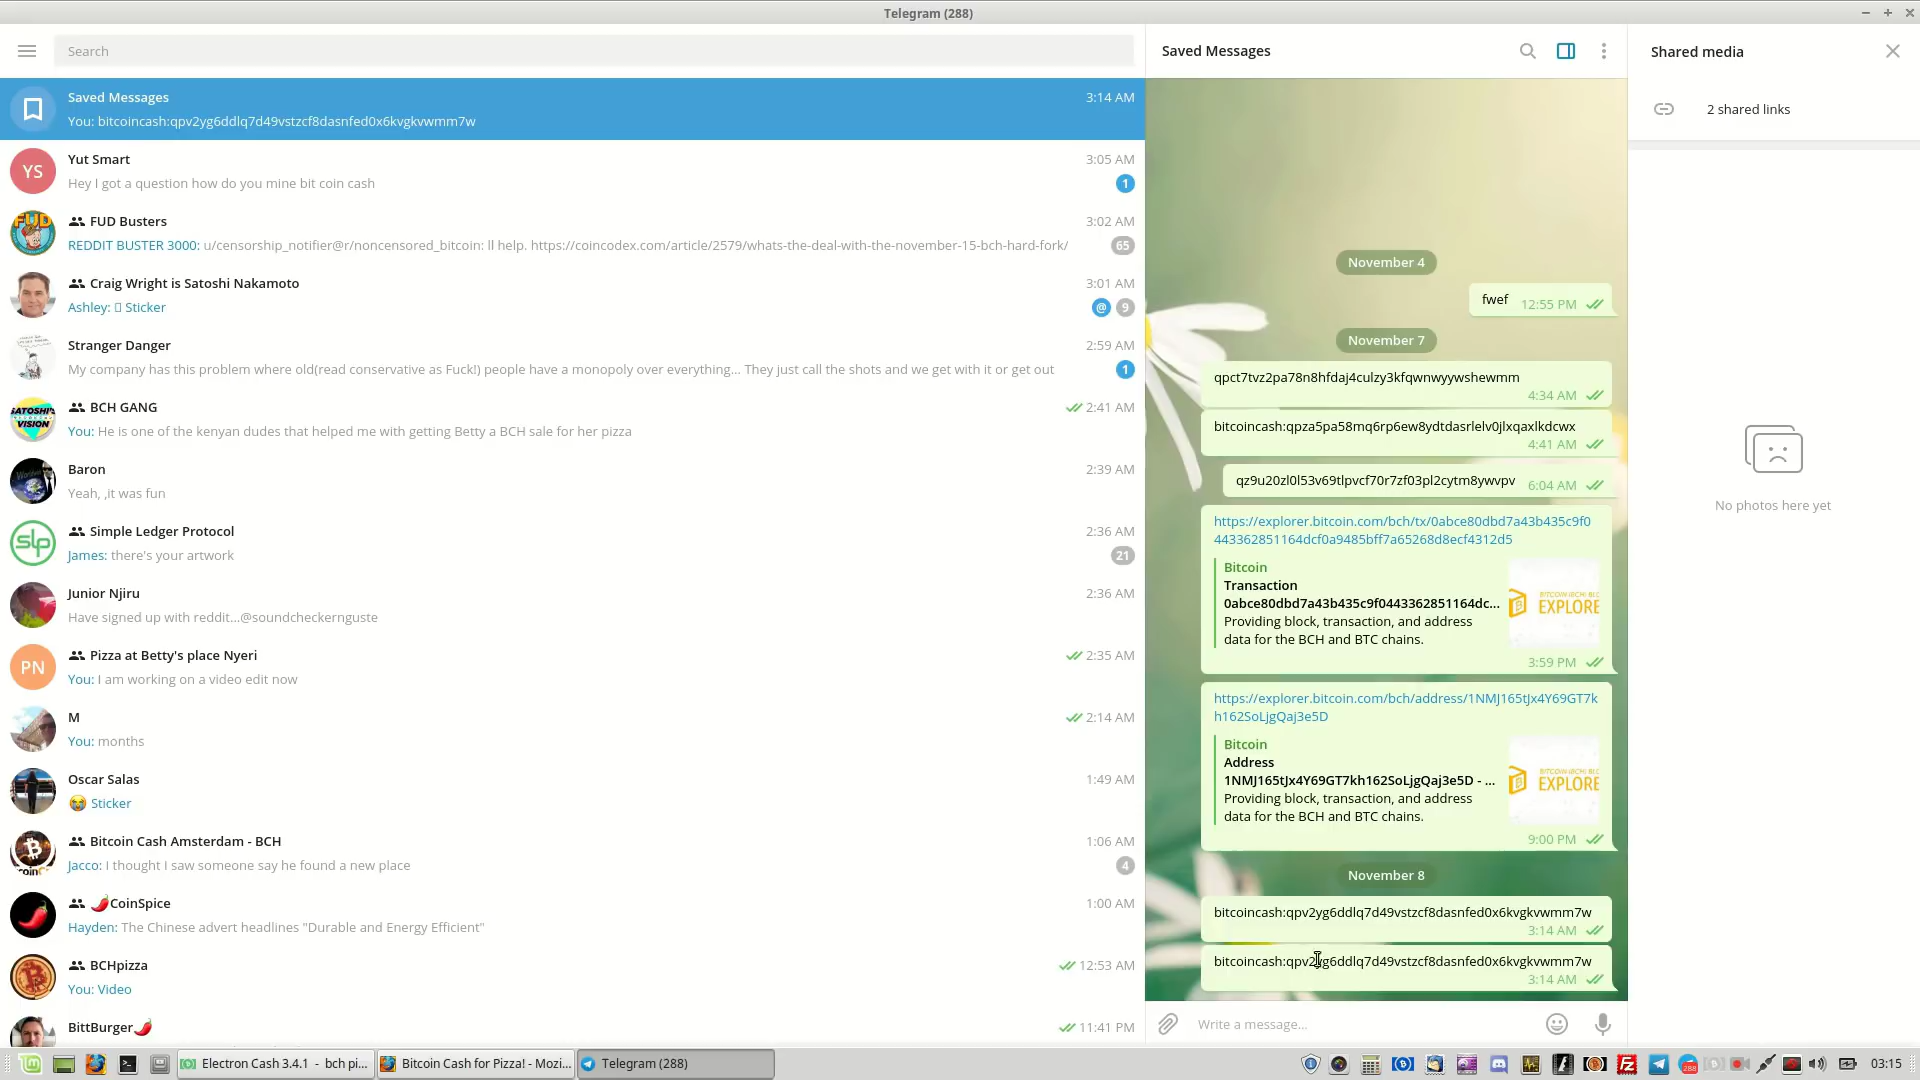 Telegram (288)
Search
Saved Messages
3:14 AM
You: bitcoincash:qpv2yg6ddlq7d49vstzcf8dasnfed0x6kvgkvwmm7w
YS
Yut Smart
3:05 AM
Hey I got a question how do you mine bit coin cash
1
FUD
FUD Busters
3:02 AM
REDDIT BUSTER 3000: u/censorship_notifier@r/noncensored_bitcoin: ll help. https://coincodex.com/article/2579/whats-the-deal-with-the-november-15-bch-hard-fork/
65
Craig Wright is Satoshi Nakamoto
3:01 AM
Ashley: Sticker
@ 9
Stranger Danger
2:59 AM
My company has this problem where old(read conservative as Fuck!) people have a monopoly over everything... They just call the shots and we get with it or get out
1
SATOSHI'S
VISION
BCH GANG
2:41 AM
You: He is one of the kenyan dudes that helped me with getting Betty a BCH sale for her pizza
Baron
2:39 AM
Yeah, ,it was fun
slp
Simple Ledger Protocol
2:36 AM
James: there's your artwork
21
Junior Njiru
2:36 AM
Have signed up with reddit...@soundcheckernguste
PN
Pizza at Betty's place Nyeri
2:35 AM
You: I am working on a video edit now
M
2:14 AM
You: months
Oscar Salas
1:49 AM
😭 Sticker
Bitcoin Cash Amsterdam - BCH
1:06 AM
Jacco: I thought I saw someone say he found a new place
4
🌶️CoinSpice
1:00 AM
Hayden: The Chinese advert headlines "Durable and Energy Efficient"
BCHpizza
12:53 AM
You: Video
BittBurger🌶️
11:41 PM
Saved Messages
November 4
fwef 12:55 PM
November 7
qpct7tvz2pa78n8hfdaj4culzy3kfqwnwyywshewmm
4:34 AM
bitcoincash:qpza5pa58mq6rp6ew8ydtdasrlelv0jlxqaxlkdcwx
4:41 AM
qz9u20zl0l53v69tlpvcf70r7zf03pl2cytm8ywvpv 6:04 AM
https://explorer.bitcoin.com/bch/tx/0abce80dbd7a43b435c9f0
443362851164dcf0a9485bff7a65268d8ecf4312d5
Bitcoin
Transaction
0abce80dbd7a43b435c9f0443362851164dc...
Providing block, transaction, and address
data for the BCH and BTC chains.
BITCOIN (BCH) BLO
EXPLORE
3:59 PM
https://explorer.bitcoin.com/bch/address/1NMJ165tJx4Y69GT7k
h162SoLjgQaj3e5D
Bitcoin
Address
1NMJ165tJx4Y69GT7kh162SoLjgQaj3e5D - ...
Providing block, transaction, and address
data for the BCH and BTC chains.
BITCOIN (BCH) BLO
EXPLORE
9:00 PM
November 8
bitcoincash:qpv2yg6ddlq7d49vstzcf8dasnfed0x6kvgkvwmm7w
3:14 AM
bitcoincash:qpv2yg6ddlq7d49vstzcf8dasnfed0x6kvgkvwmm7w
3:14 AM
Write a message...
Shared media
2 shared links
No photos here yet
Electron Cash 3.4.1 - bch pi...
Bitcoin Cash for Pizza! - Mozi...
Telegram (288)
288
03:15